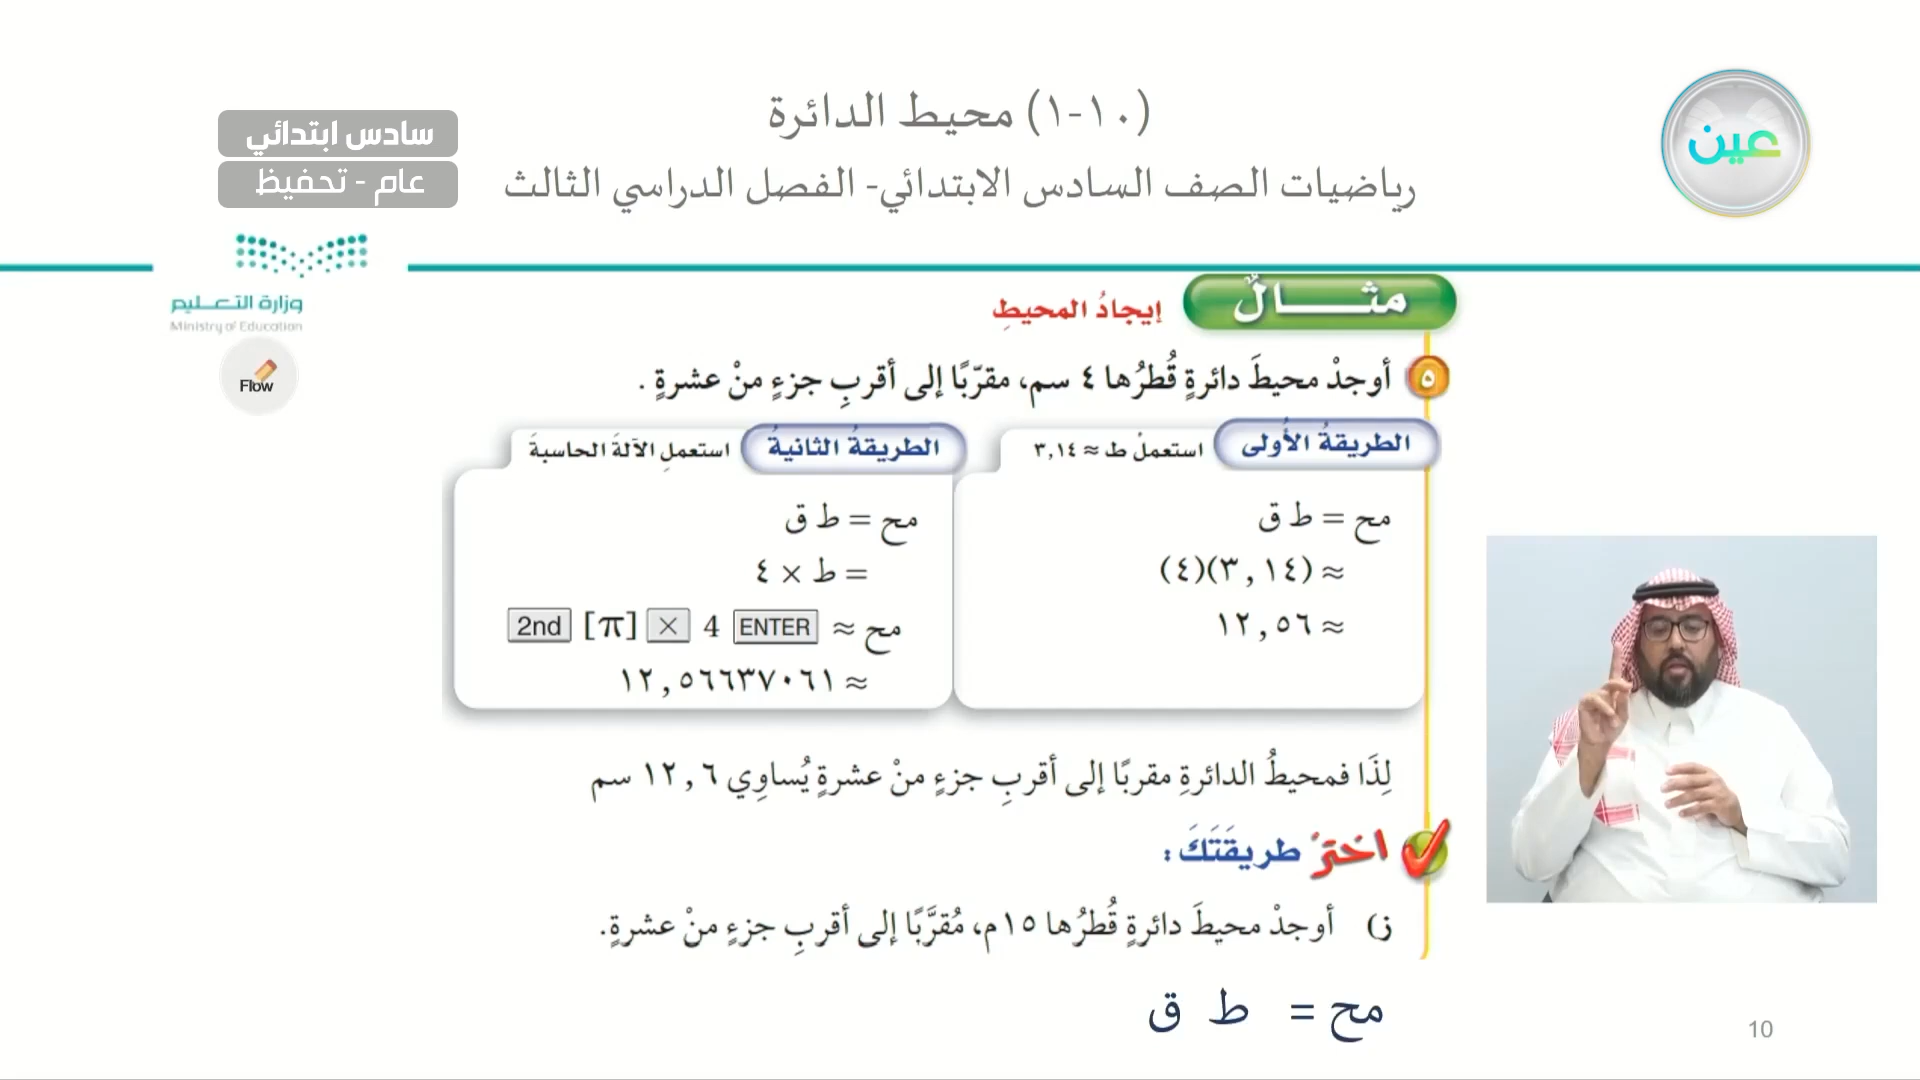 (١٠-١) محيط الدائرة
رياضيات الصف السادس الابتدائي- الفصل الدراسي الثالث
سادس ابتدائي
عام - تحفيظ
عين
وزارة التعليم
Ministry of Education
Flow
مثال إيجادُ المحيطِ
٥ أوجدْ محيطَ دائرةٍ قُطرُها ٤ سم، مقرّبًا إلى أقربِ جزءٍ منْ عشرةٍ .
الطريقةُ الأولى استعملْ ط ≈ ٣,١٤
مح = ط ق
≈ (٣,١٤)(٤)
≈ ١٢,٥٦
الطريقةُ الثانيةُ استعملِ الآلةَ الحاسبةَ
مح = ط ق
= ط × ٤
مح ≈ 2nd [π] × 4 ENTER
≈ ١٢,٥٦٦٣٧٠٦١
لِذَا فمحيطُ الدائرةِ مقربًا إلى أقربِ جزءٍ منْ عشرةٍ يُساوِي ١٢,٦ سم
اخترْ طريقَتَكَ :
ز) أوجدْ محيطَ دائرةٍ قُطرُها ١٥م، مُقرَّبًا إلى أقربِ جزءٍ منْ عشرةٍ.
مح = ط ق
10